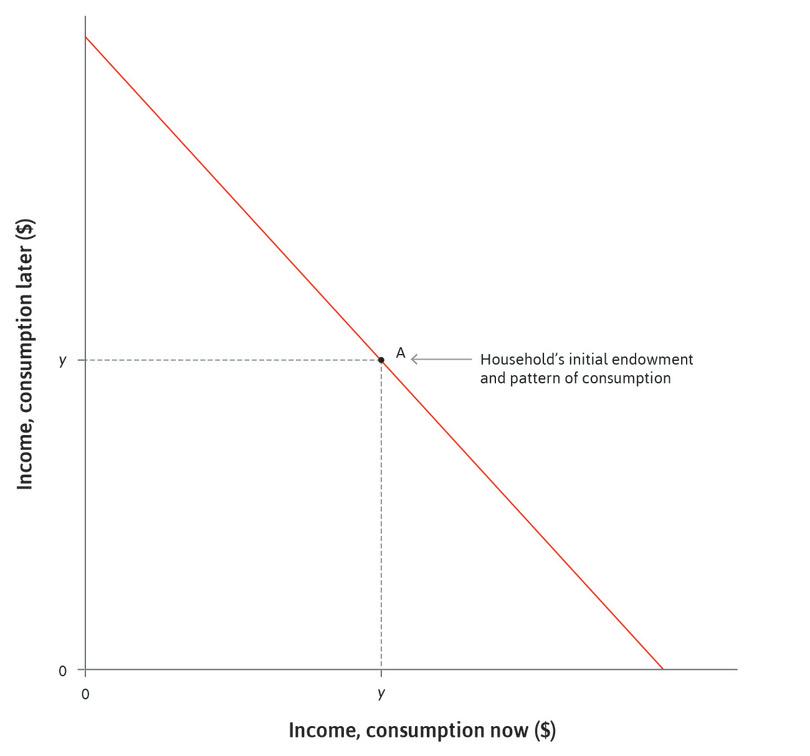 Income, consumption later ($)
y
A
Household’s initial endowment
and pattern of consumption
0
0
y
Income, consumption now ($)